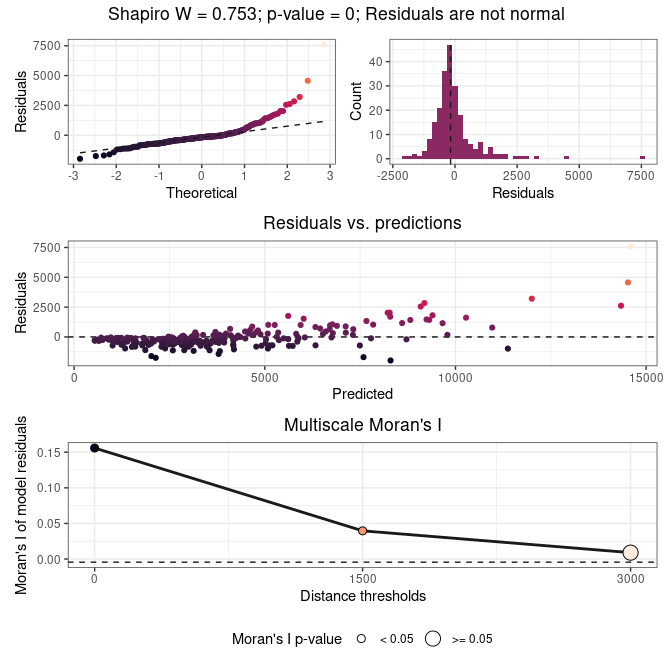 Shapiro W = 0.753; p-value = 0; Residuals are not normal
7500
5000
2500
0
Residuals
-3 -2 -1 0 1 2 3
Theoretical
40
30
20
10
0
Count
-2500 0 2500 5000 7500
Residuals
Residuals vs. predictions
7500
5000
2500
0
Residuals
0 5000 10000 15000
Predicted
Multiscale Moran's I
0.15
0.10
0.05
0.00
Moran's I of model residuals
0 1500 3000
Distance thresholds
Moran's I p-value < 0.05 >= 0.05